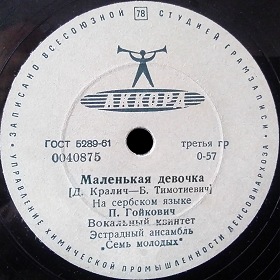 ЗАПИСАНО ВСЕСОЮЗНОЙ СТУДИЕЙ ГРАМЗАПИСИ
78
АККОРД
ГОСТ 5289-61
третья гр
0040875
0-57
Маленькая девочка
[Д. Кралич—Б. Тимотиевич]
На сербском языке
П. Гойкович
Вокальный квинтет
Эстрадный ансамбль
„Семь молодых"
УПРАВЛЕНИЕ ХИМИЧЕСКОЙ ПРОМЫШЛЕННОСТИ ЛЕНСОВНАРХОЗА